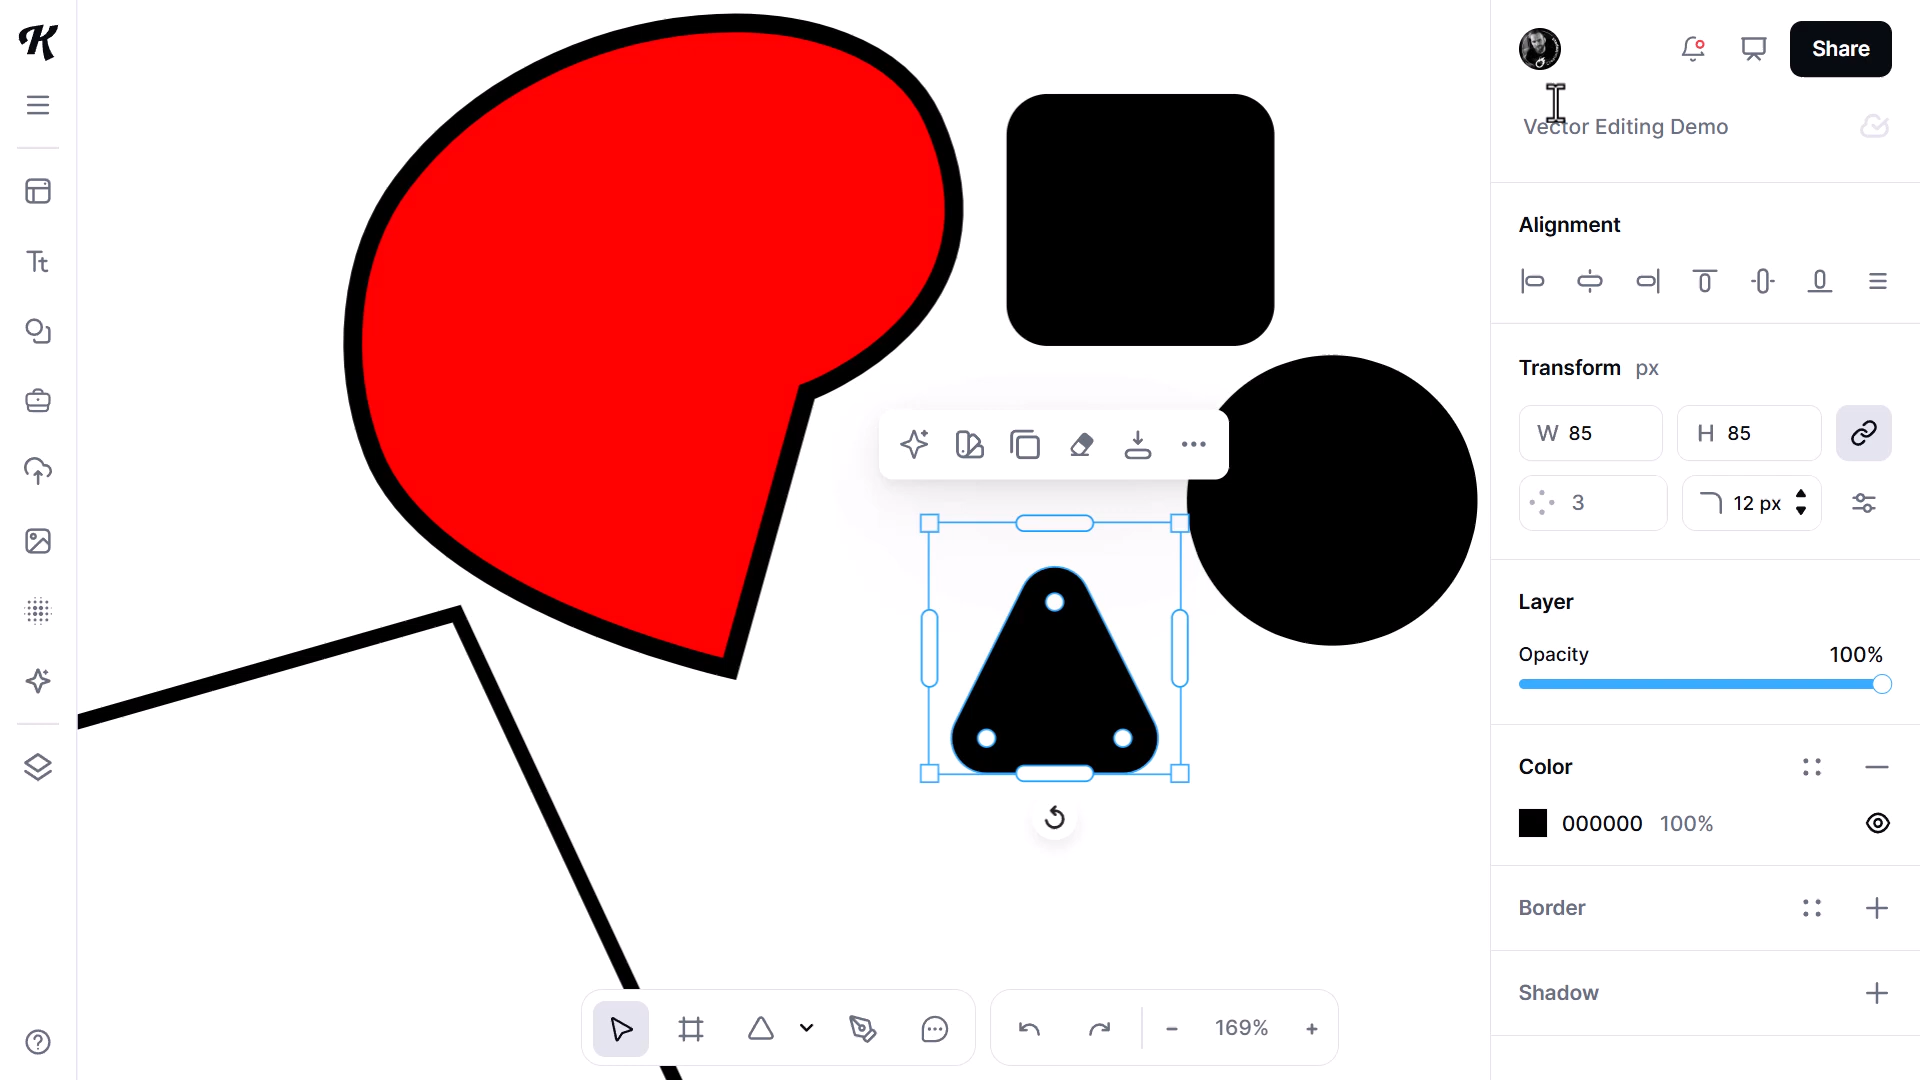 K
Share
Vector Editing Demo
Alignment
Transform px
W 85
H 85
3
12 px
Layer
Opacity 100%
Color
000000 100%
Border
Shadow
Tt
169%